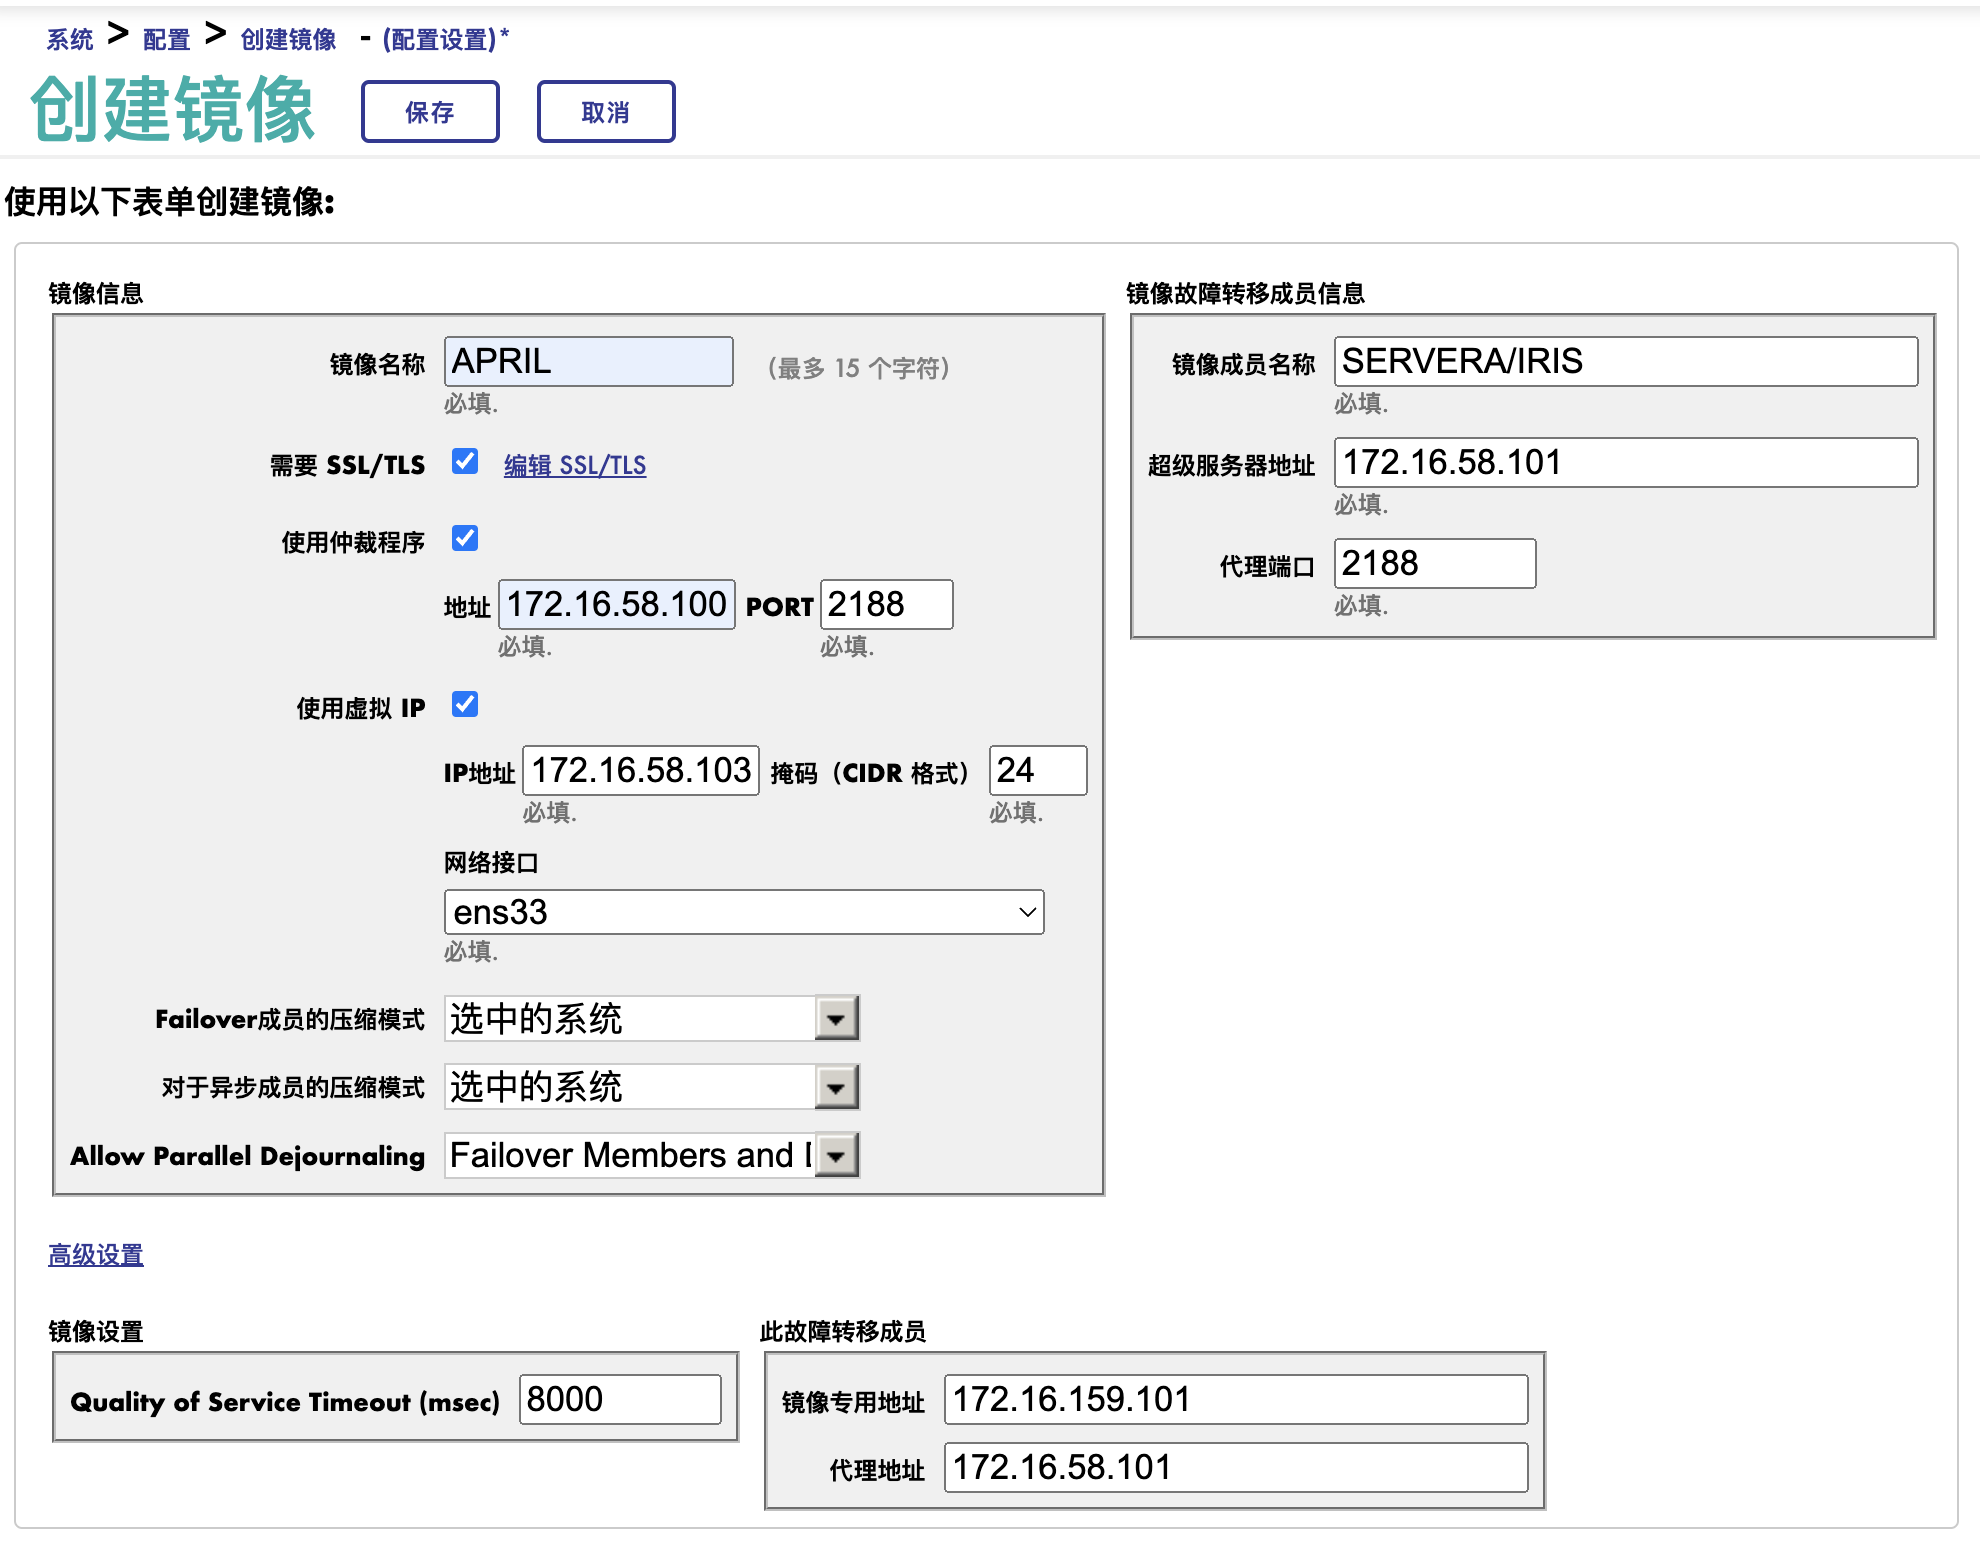 系统 > 配置 > 创建镜像 - (配置设置)*
创建镜像 保存 取消
使用以下表单创建镜像:
镜像信息
镜像名称 APRIL (最多 15 个字符)
必填.
需要 SSL/TLS 编辑 SSL/TLS
使用仲裁程序
地址 172.16.58.100 PORT 2188
必填. 必填.
使用虚拟 IP
IP地址 172.16.58.103 掩码（CIDR 格式） 24
必填. 必填.
网络接口
ens33
必填.
Failover成员的压缩模式 选中的系统
对于异步成员的压缩模式 选中的系统
Allow Parallel Dejournaling Failover Members and
镜像故障转移成员信息
镜像成员名称 SERVERA/IRIS
必填.
超级服务器地址 172.16.58.101
必填.
代理端口 2188
必填.
高级设置
镜像设置
Quality of Service Timeout (msec) 8000
此故障转移成员
镜像专用地址 172.16.159.101
代理地址 172.16.58.101